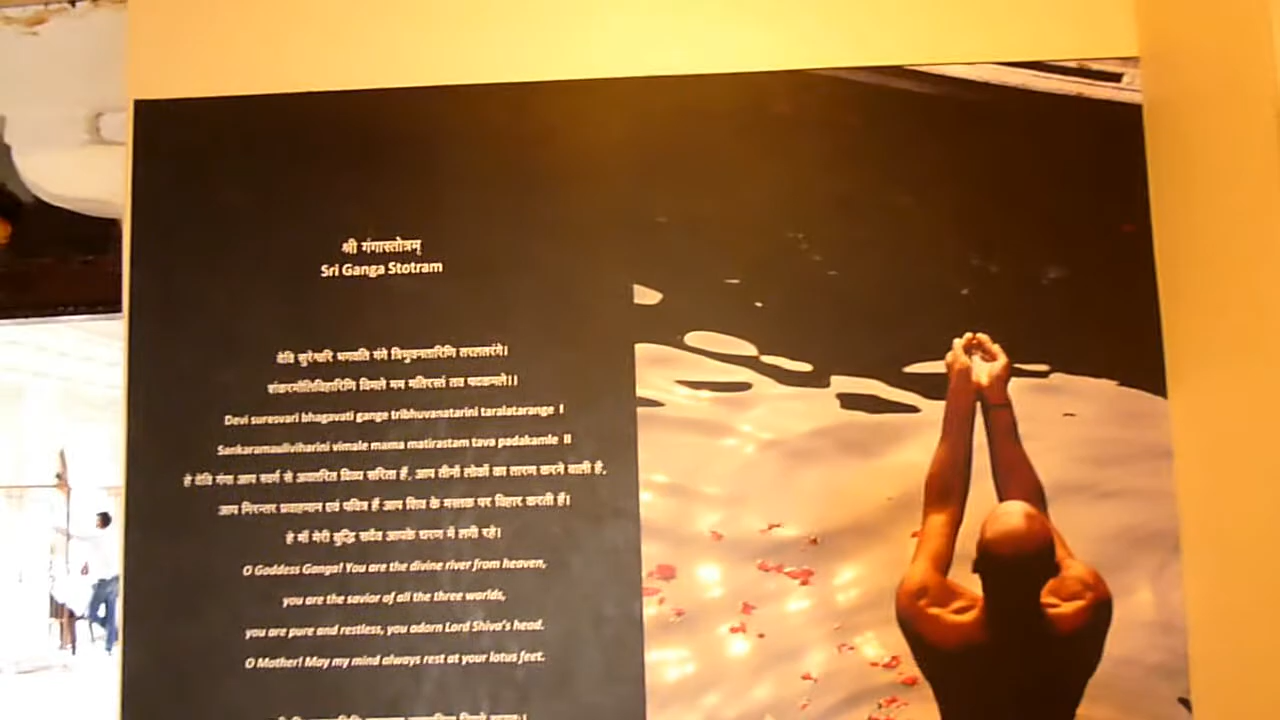 श्री गंगास्तोत्रम्
Sri Ganga Stotram
देवि सुरेश्वरि भगवति गंगे त्रिभुवनतारिणि तरलतरंगे।
शंकरमौलिविहारिणि विमले मम मतिरास्तं तव पदकमले।।
Devi suresvari bhagavati gange tribhuvanatarini taralatarange I
Sankaramauliviharini vimale mama matirastam tava padakamle II
हे देवि गंगा आप स्वर्ग से अवतरित दिव्य सरिता हैं, आप तीनों लोकों का तारण करने वाली है,
आप निरन्तर प्रवाहमान एवं पवित्र हैं आप शिव के मस्तक पर विहार करती हैं।
हे माँ मेरी बुद्धि सदैव आपके चरण में लगी रहे।
O Goddess Ganga! You are the divine river from heaven,
you are the savior of all the three worlds,
you are pure and restless, you adorn Lord Shiva's head.
O Mother! May my mind always rest at your lotus feet.